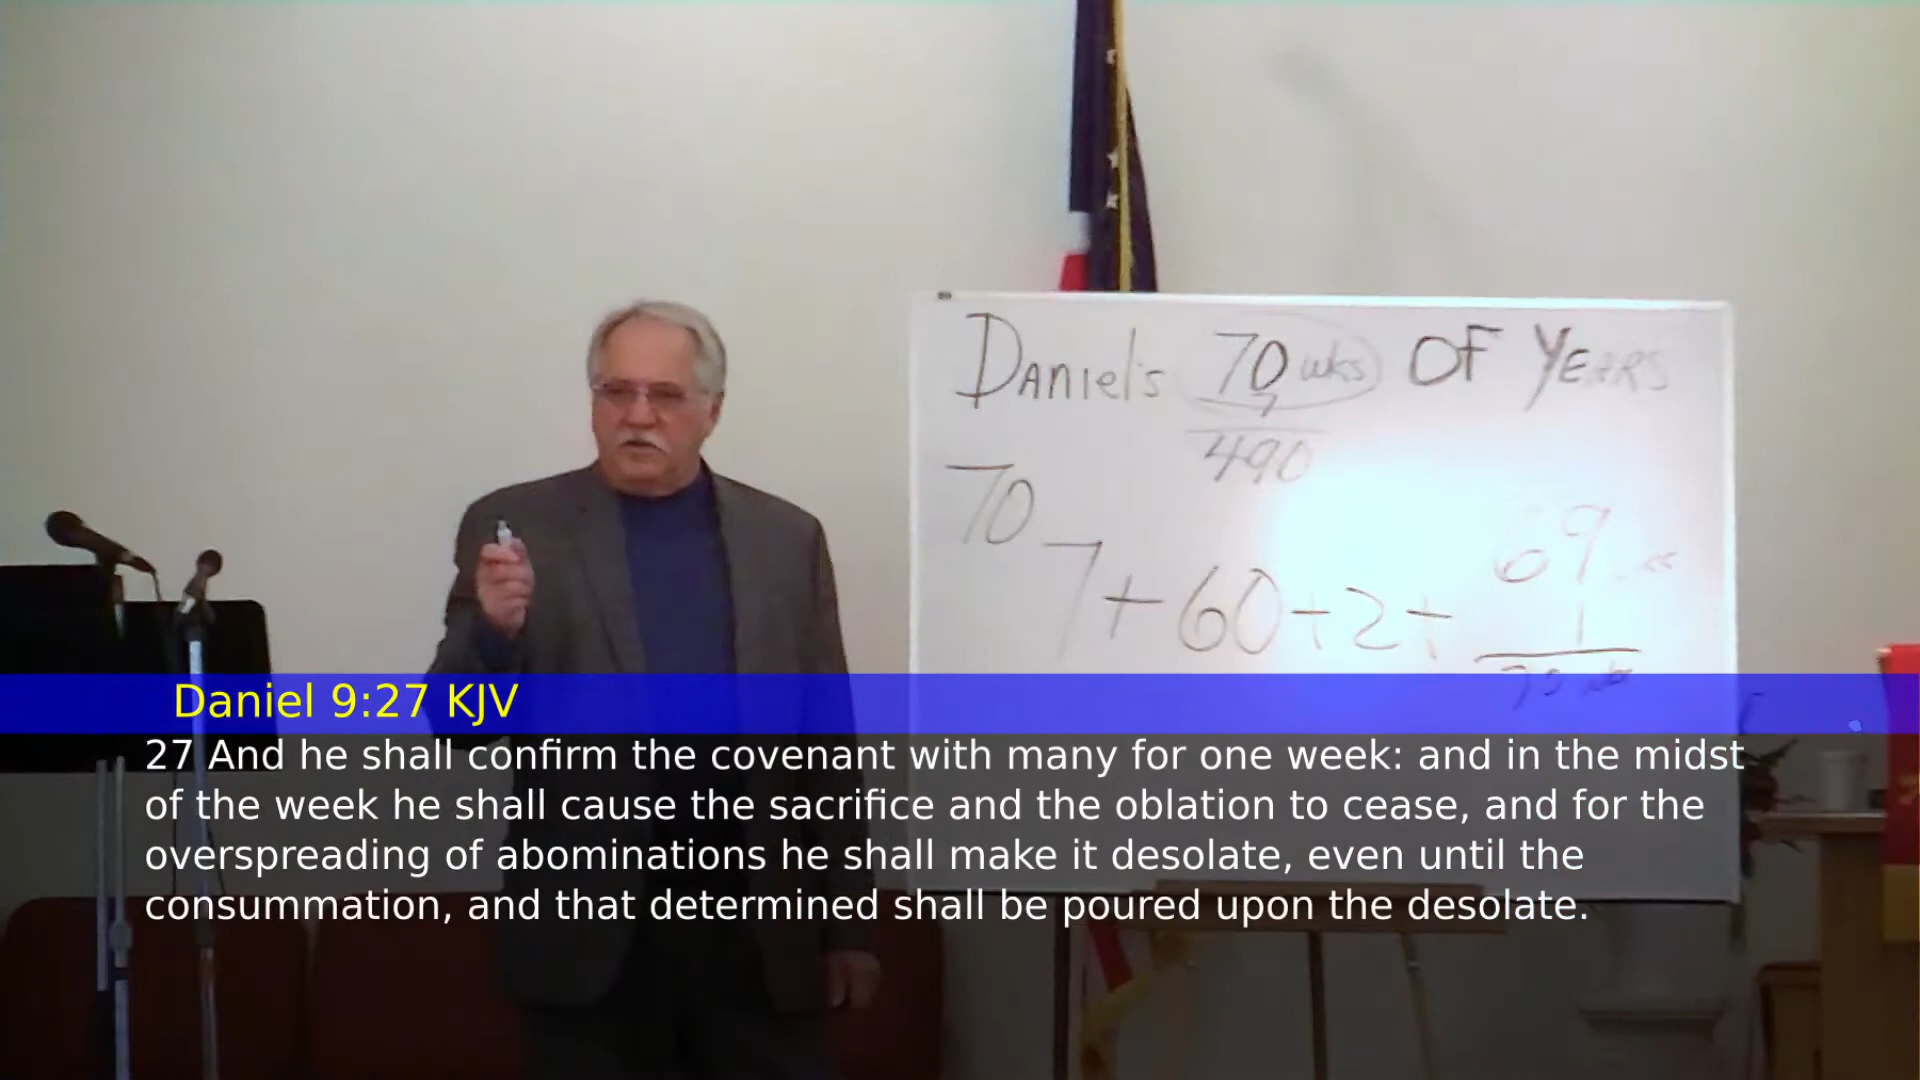 Daniel's 70 wks OF YEARS
7
490
70
69
7+60+2+ 1
70 wks
Daniel 9:27 KJV
27 And he shall confirm the covenant with many for one week: and in the midst
of the week he shall cause the sacrifice and the oblation to cease, and for the
overspreading of abominations he shall make it desolate, even until the
consummation, and that determined shall be poured upon the desolate.